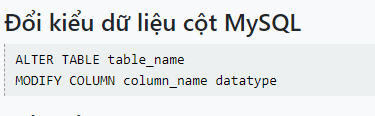 Đổi kiểu dữ liệu cột MySQL
ALTER TABLE table_name
MODIFY COLUMN column_name datatype